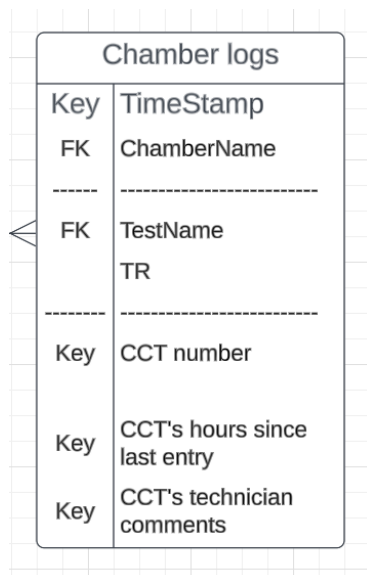 Chamber logs
Key TimeStamp
FK ChamberName
------ --------------------------
FK TestName
TR
-------- --------------------------
Key CCT number
Key CCT's hours since
last entry
Key CCT's technician
comments